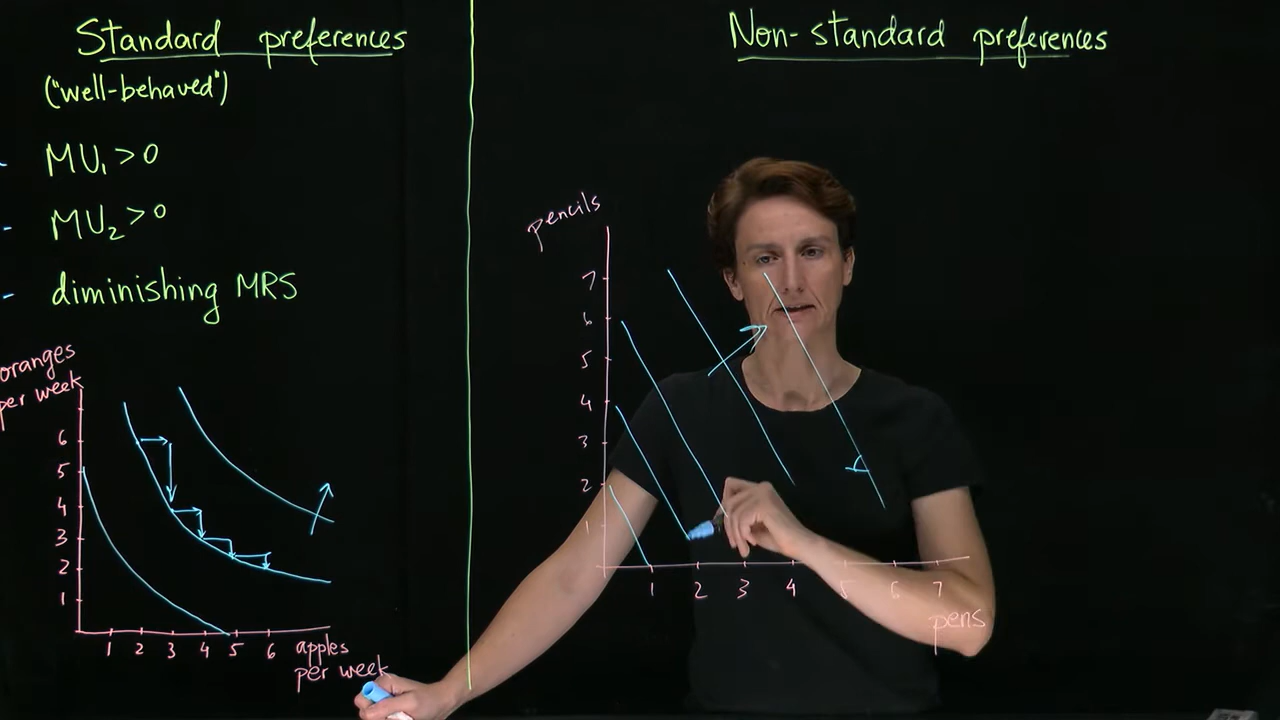 Standard preferences
("well-behaved")
- MU₁ > 0
- MU₂ > 0
- diminishing MRS
oranges
per week
6
5
4
3
2
1
1 2 3 4 5 6
apples
per week
Non-standard preferences
pencils
7
6
5
4
3
2
1
1 2 3 4 5 6 7
pens